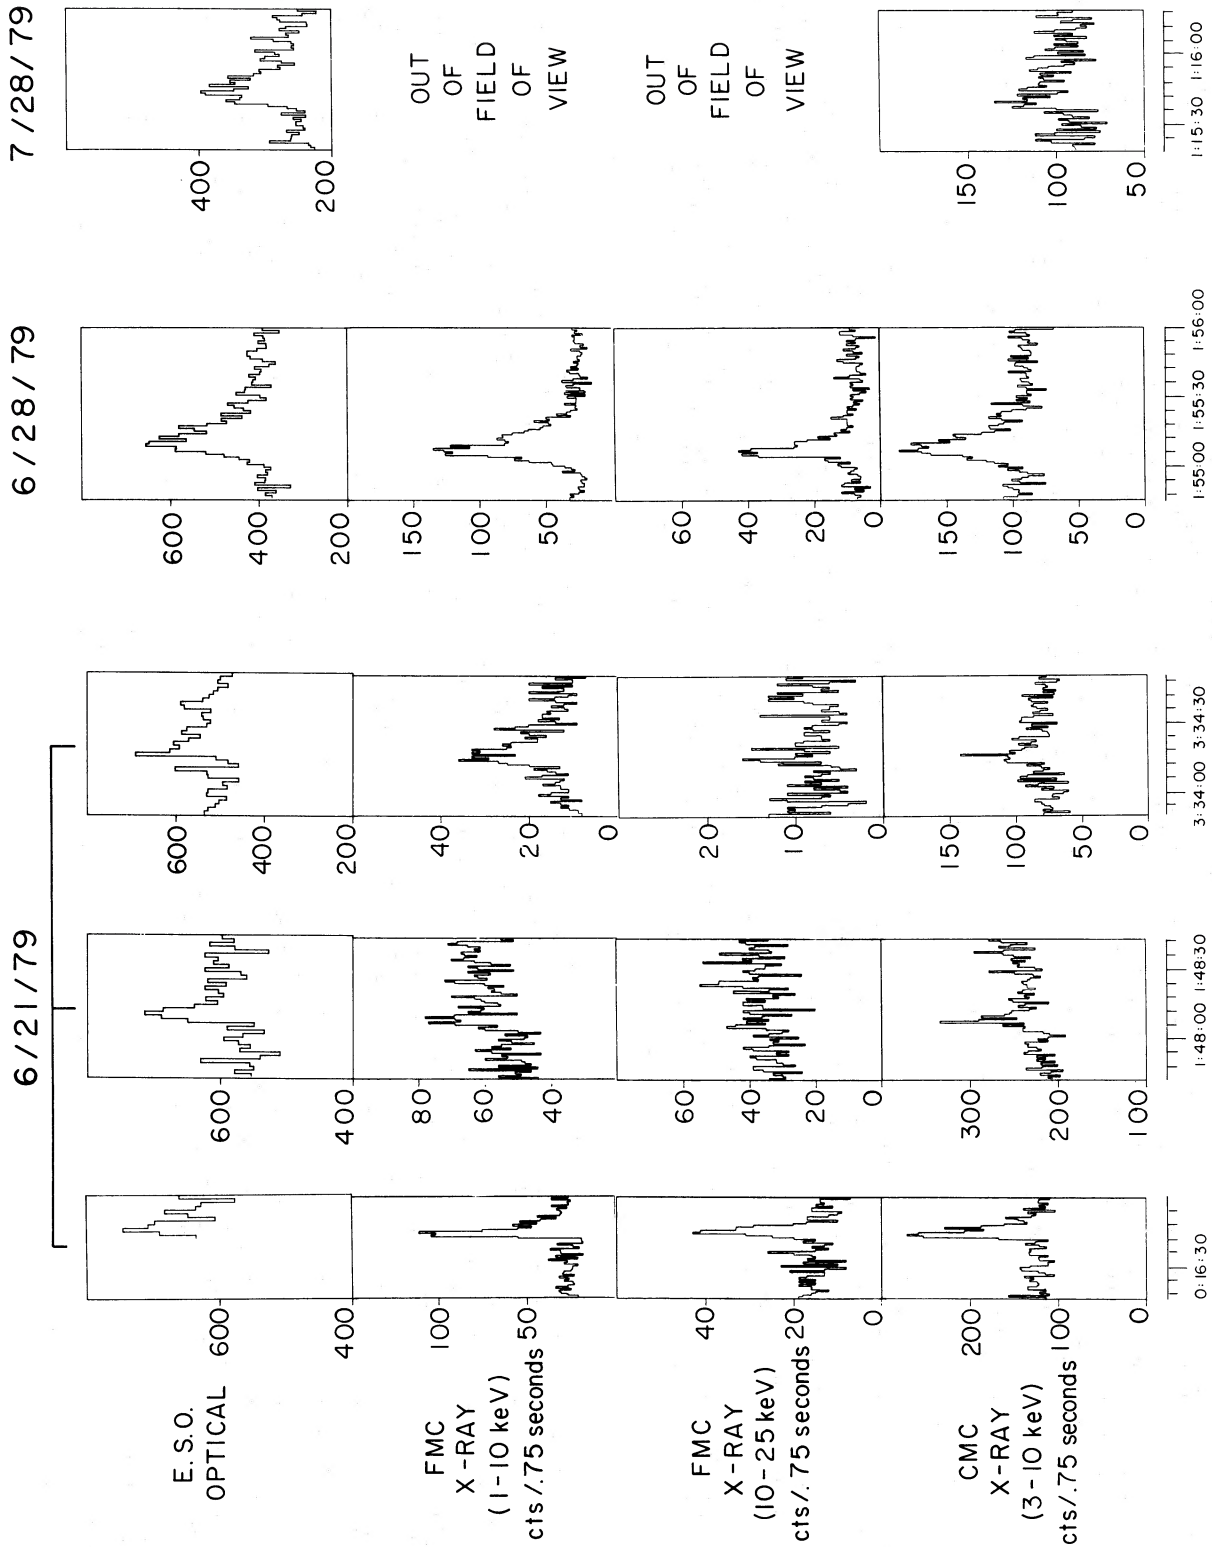 6/21/79
6/28/79
7/28/79
E.S.O.
OPTICAL
600
400
600
400
600
400
200
600
400
200
400
200
FMC
X-RAY
(1-10 keV)
cts/.75 seconds
100
50
80
60
40
40
20
0
150
100
50
OUT
OF
FIELD
OF
VIEW
FMC
X-RAY
(10-25 keV)
cts/.75 seconds
40
20
0
60
40
20
0
20
10
0
60
40
20
0
OUT
OF
FIELD
OF
VIEW
CMC
X-RAY
(3-10 keV)
cts/.75 seconds
200
100
0
300
200
100
150
100
50
0
150
100
50
0
150
100
50
0:16:30
1:48:00 1:48:30
3:34:00 3:34:30
1:55:00 1:55:30 1:56:00
1:15:30 1:16:00